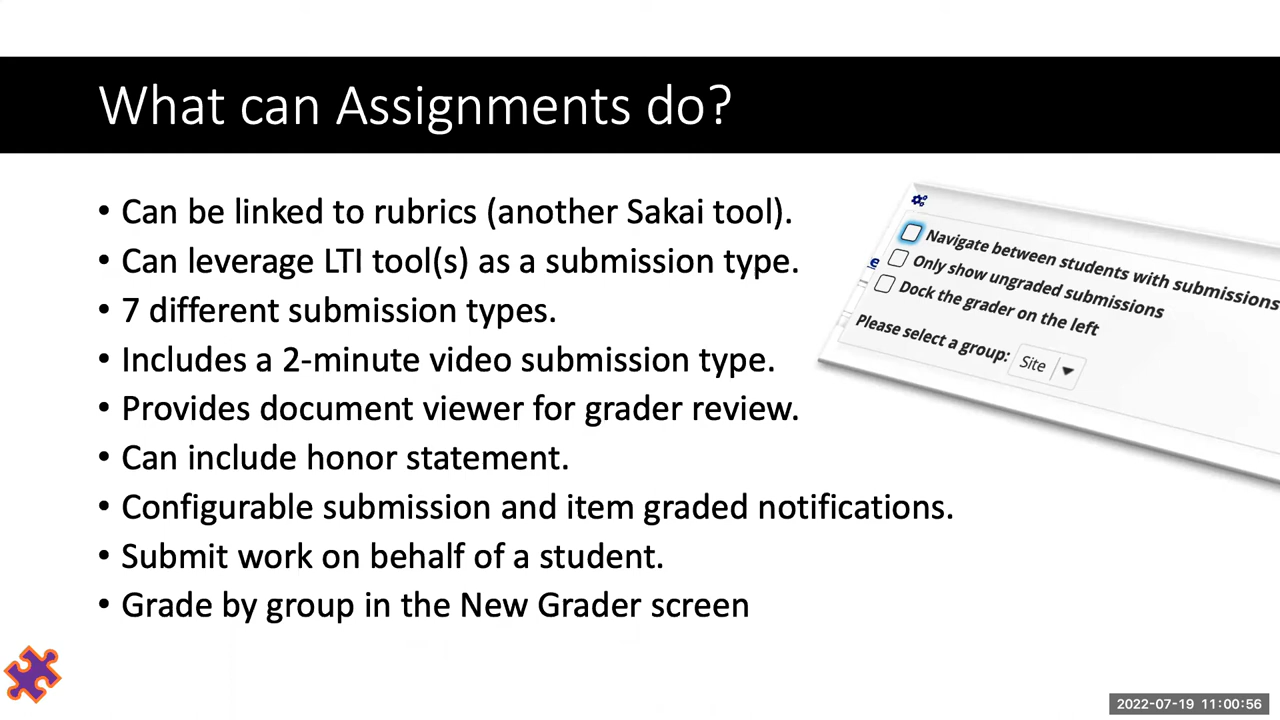 What can Assignments do?
• Can be linked to rubrics (another Sakai tool).
• Can leverage LTI tool(s) as a submission type.
• 7 different submission types.
• Includes a 2-minute video submission type.
• Provides document viewer for grader review.
• Can include honor statement.
• Configurable submission and item graded notifications.
• Submit work on behalf of a student.
• Grade by group in the New Grader screen
Navigate between students with submissions
Only show ungraded submissions
Dock the grader on the left
Please select a group: Site
e
2022-07-19 11:00:56